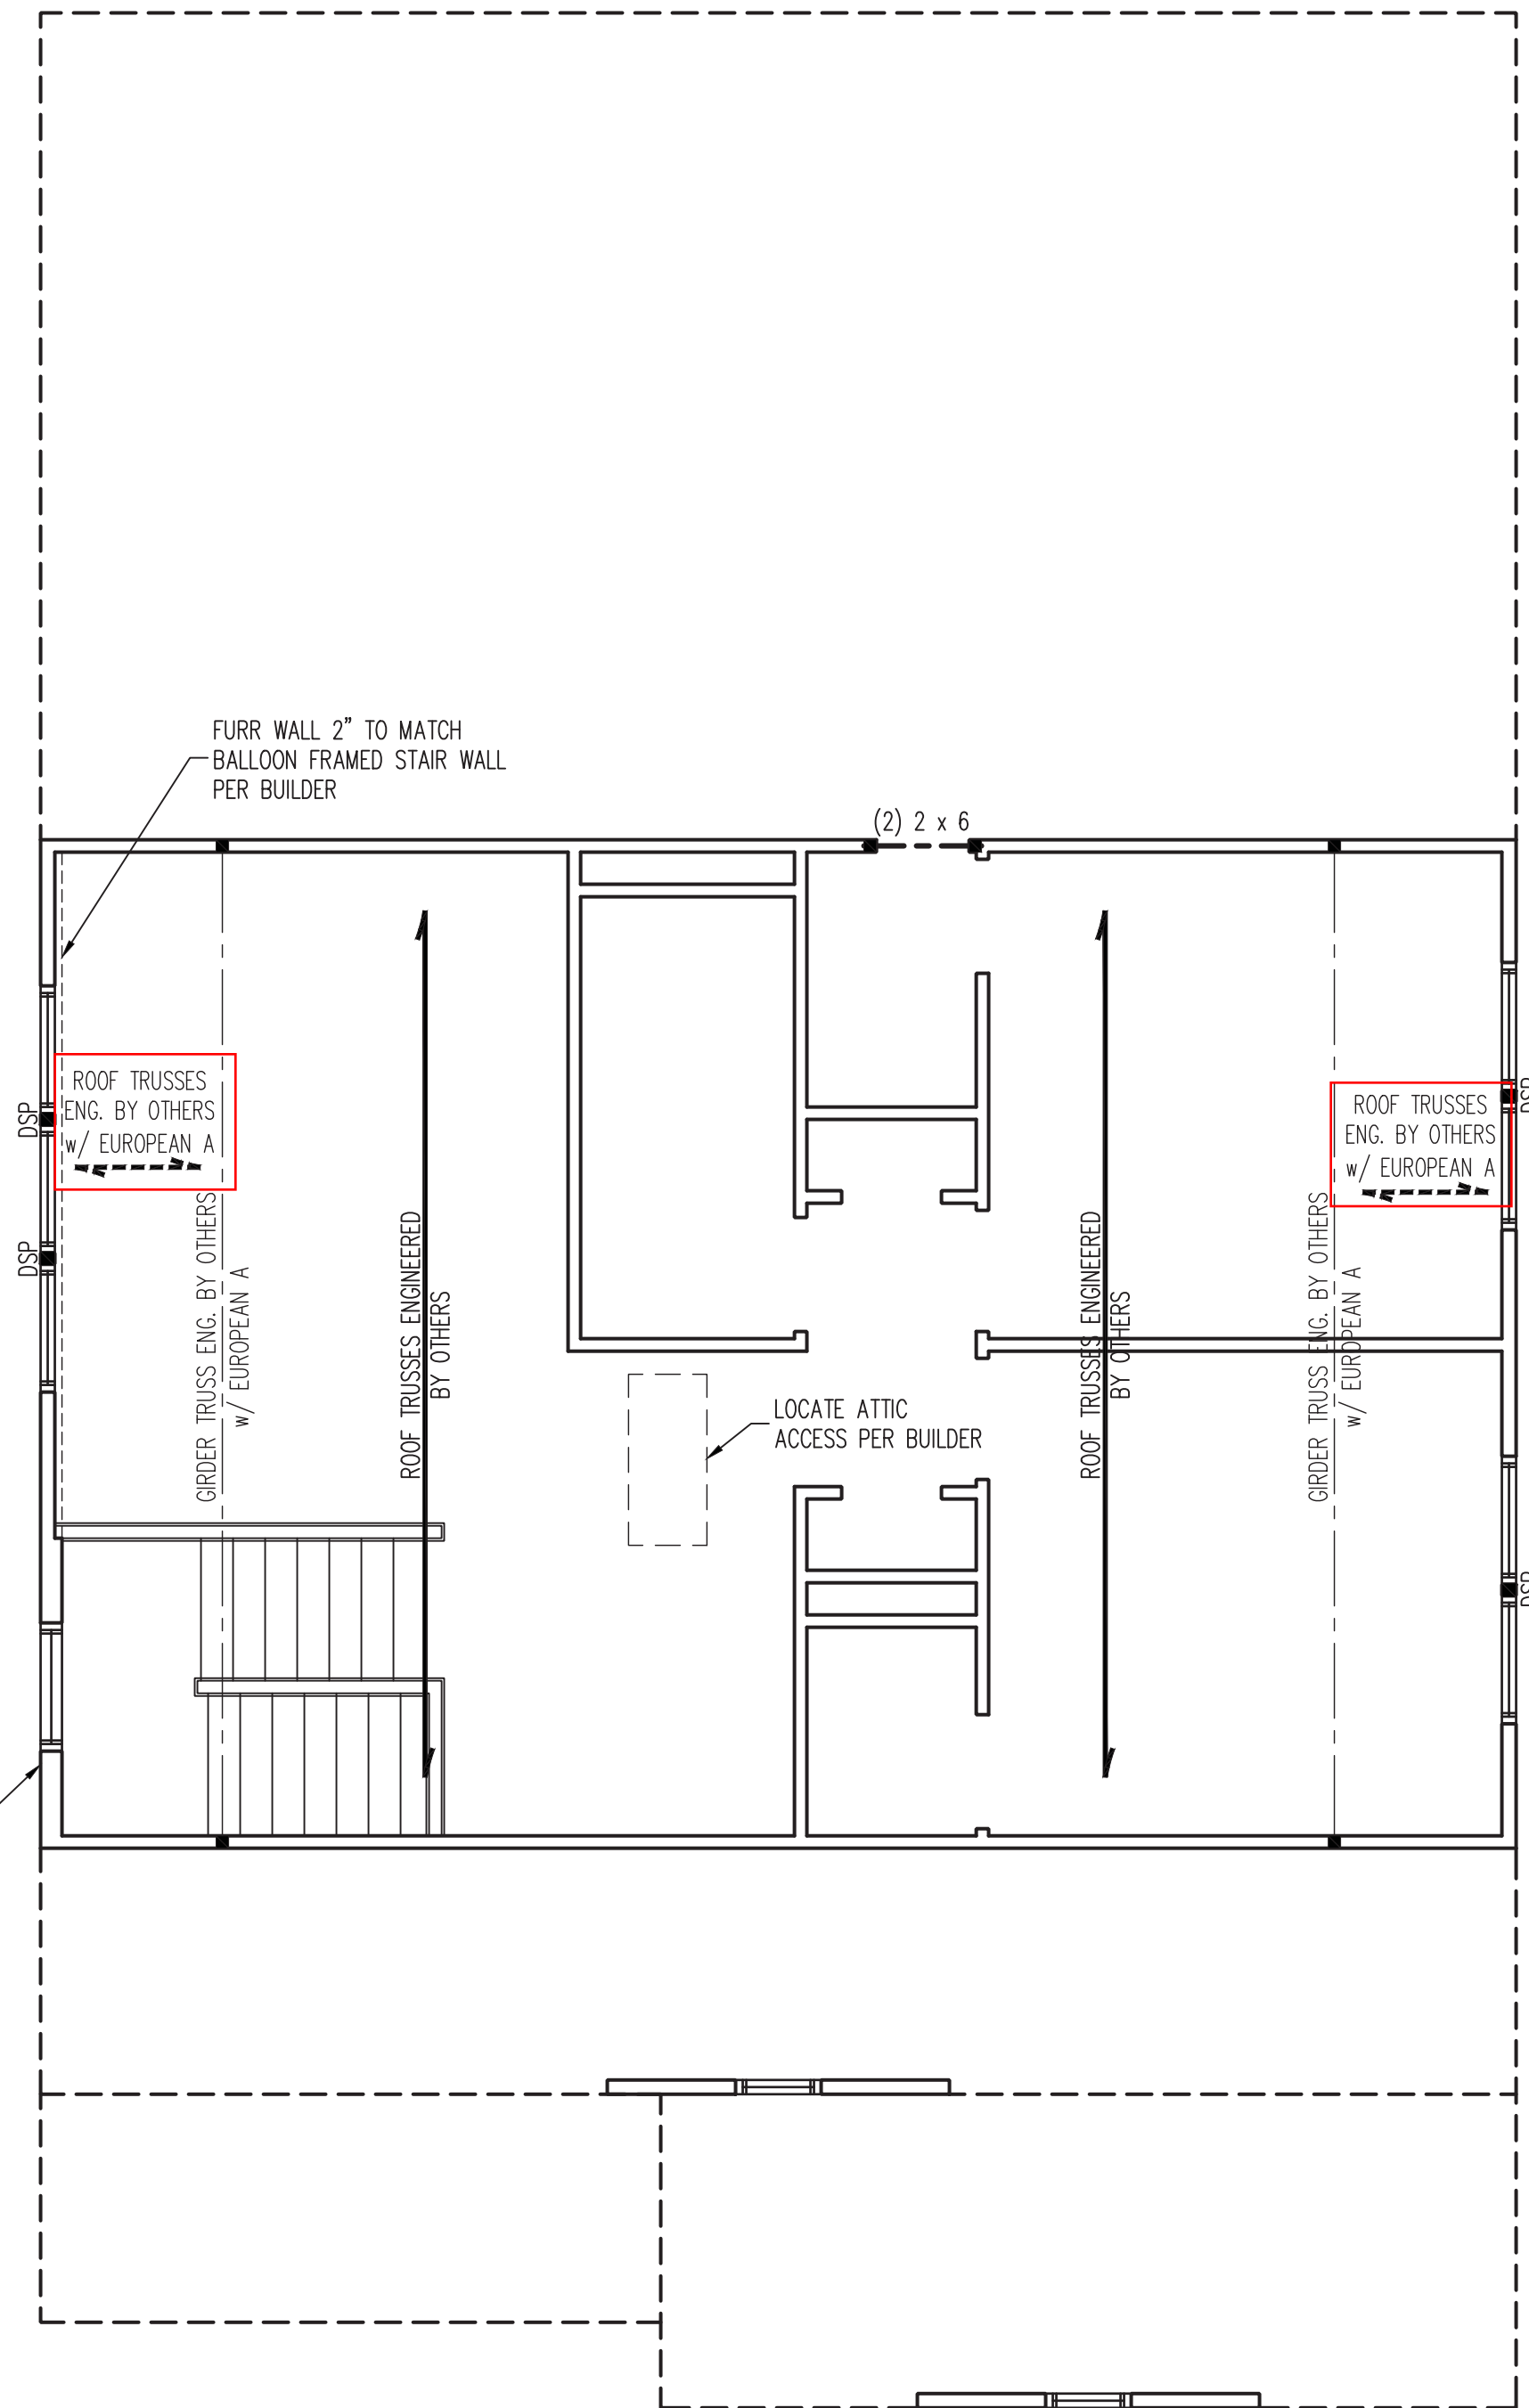 FURR WALL 2" TO MATCH
BALLOON FRAMED STAIR WALL
PER BUILDER
(2) 2 x 6
ROOF TRUSSES
ENG. BY OTHERS
w/ EUROPEAN A
ROOF TRUSSES
ENG. BY OTHERS
w/ EUROPEAN A
DSP
DSP
DSP
DSP
GIRDER TRUSS ENG. BY OTHERS
w/ EUROPEAN A
ROOF TRUSSES ENGINEERED
BY OTHERS
ROOF TRUSSES ENGINEERED
BY OTHERS
GIRDER TRUSS ENG. BY OTHERS
w/ EUROPEAN A
LOCATE ATTIC
ACCESS PER BUILDER